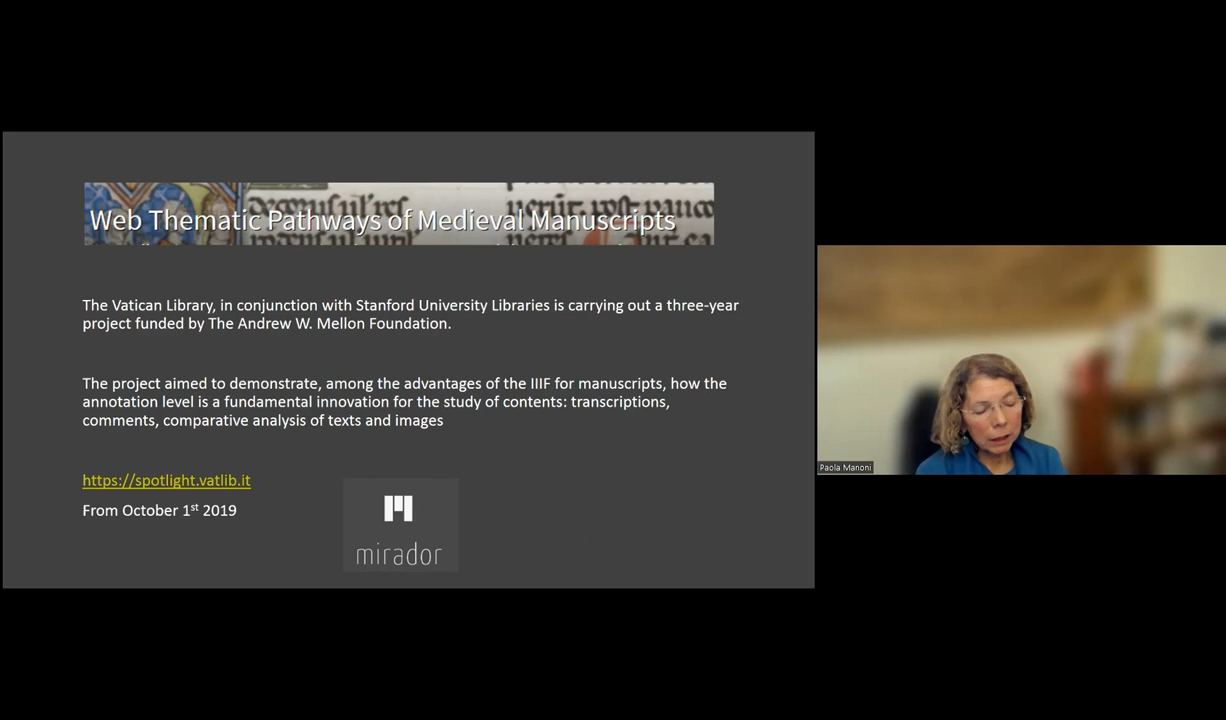 Web Thematic Pathways of Medieval Manuscripts
The Vatican Library, in conjunction with Stanford University Libraries is carrying out a three-year
project funded by The Andrew W. Mellon Foundation.
The project aimed to demonstrate, among the advantages of the IIIF for manuscripts, how the
annotation level is a fundamental innovation for the study of contents: transcriptions,
comments, comparative analysis of texts and images
https://spotlight.vatlib.it
From October 1st 2019
mirador
Paola Manoni